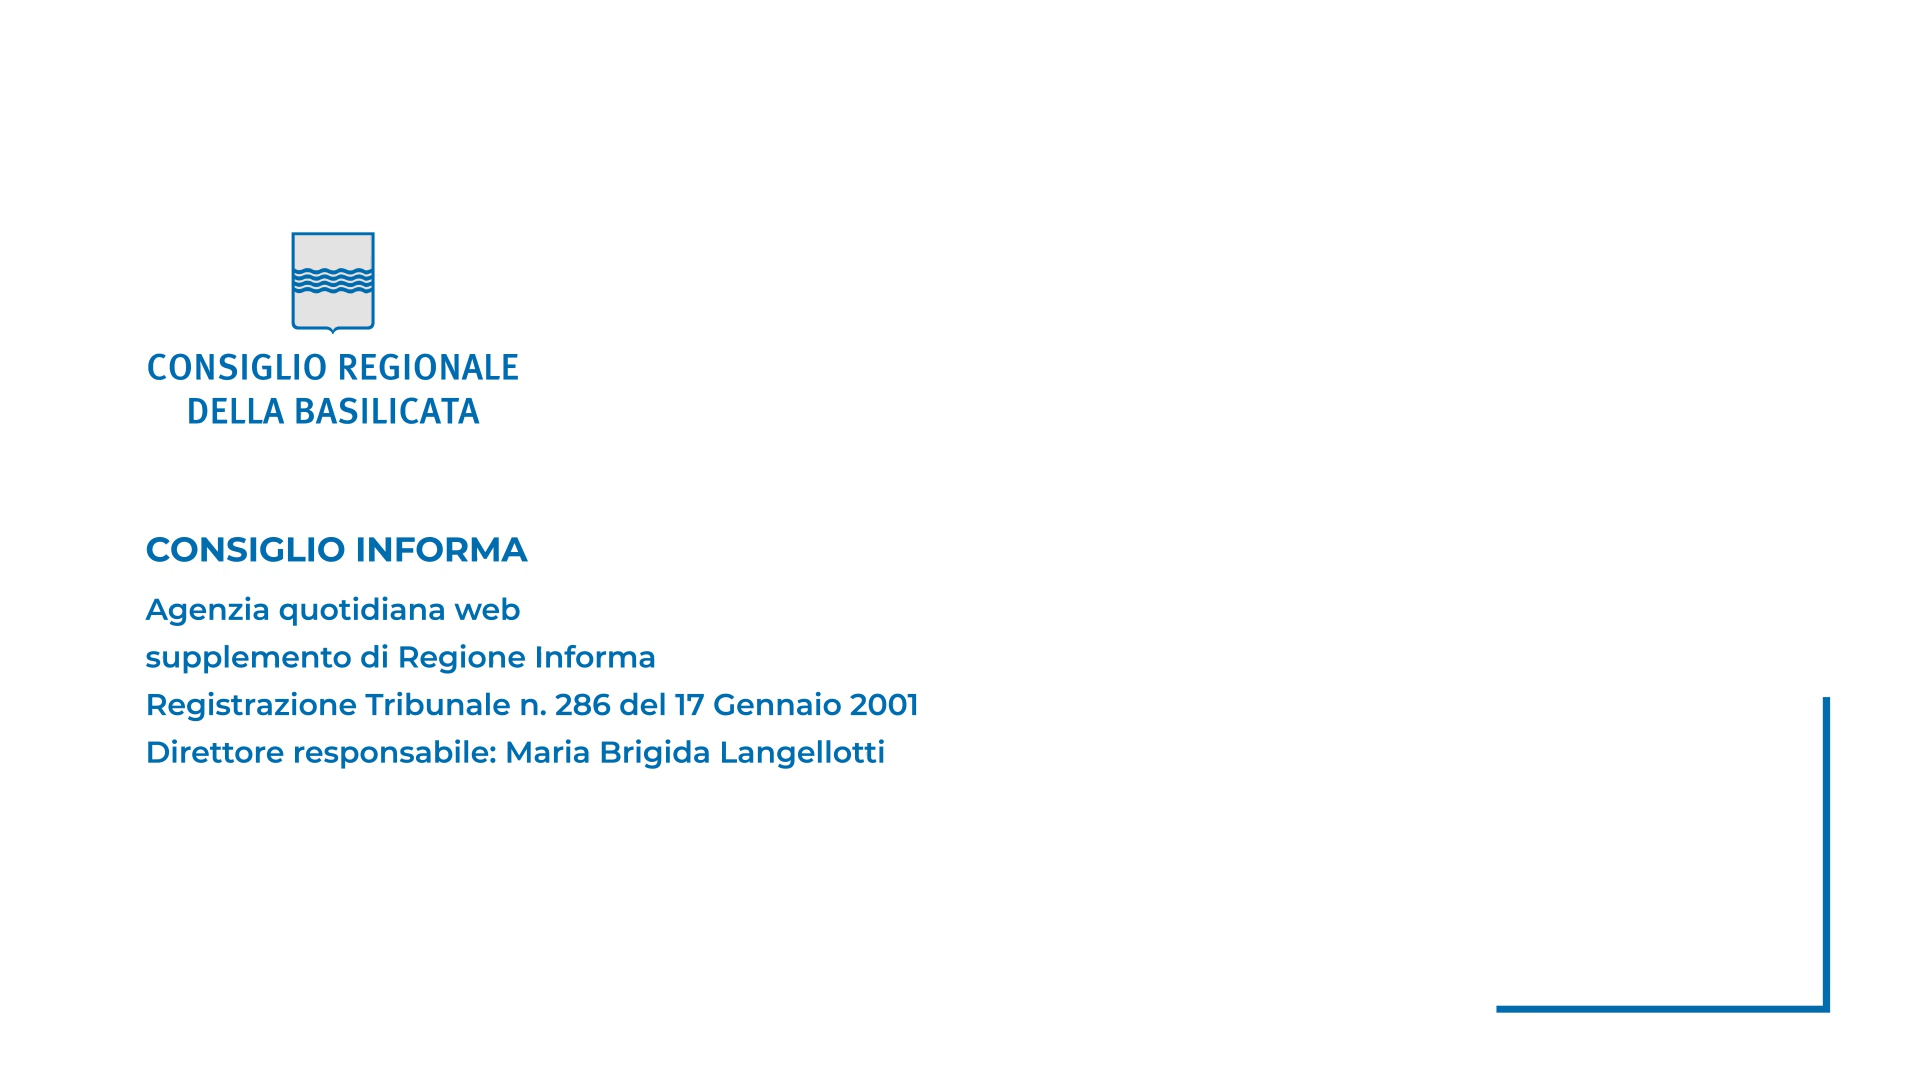 CONSIGLIO REGIONALE
DELLA BASILICATA
CONSIGLIO INFORMA
Agenzia quotidiana web
supplemento di Regione Informa
Registrazione Tribunale n. 286 del 17 Gennaio 2001
Direttore responsabile: Maria Brigida Langellotti